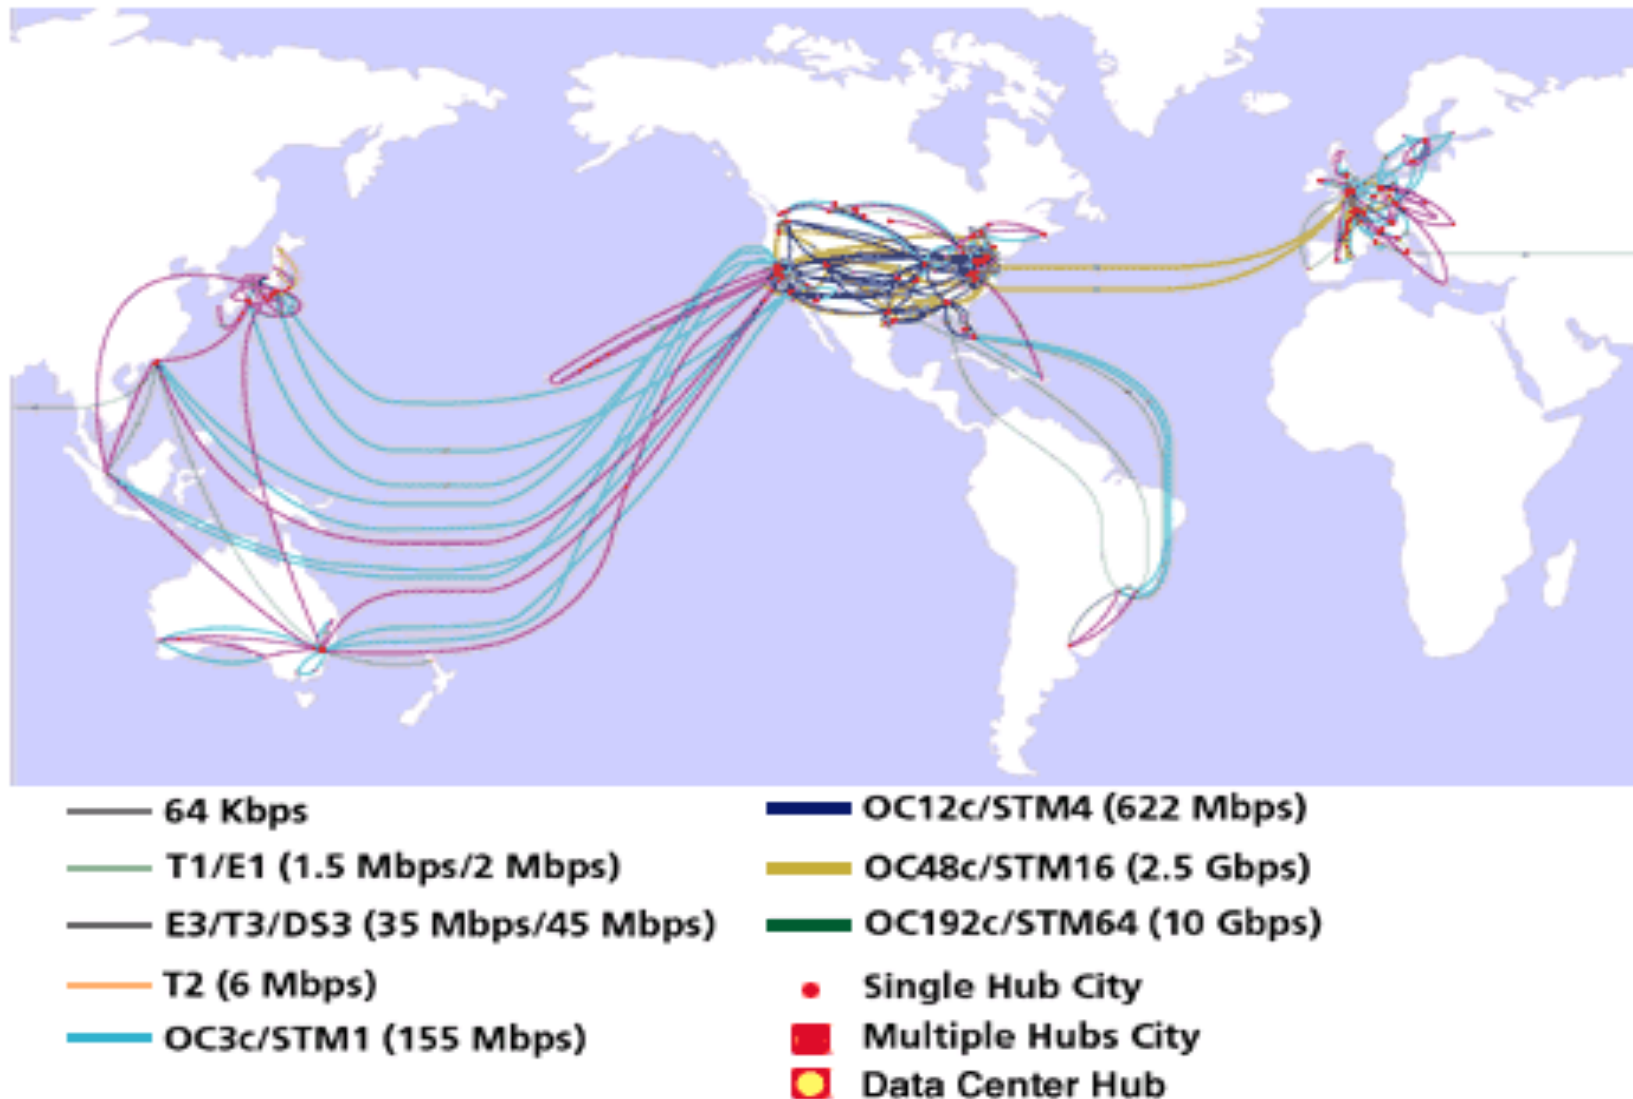 64 Kbps
T1/E1 (1.5 Mbps/2 Mbps)
E3/T3/DS3 (35 Mbps/45 Mbps)
T2 (6 Mbps)
OC3c/STM1 (155 Mbps)
OC12c/STM4 (622 Mbps)
OC48c/STM16 (2.5 Gbps)
OC192c/STM64 (10 Gbps)
Single Hub City
Multiple Hubs City
Data Center Hub